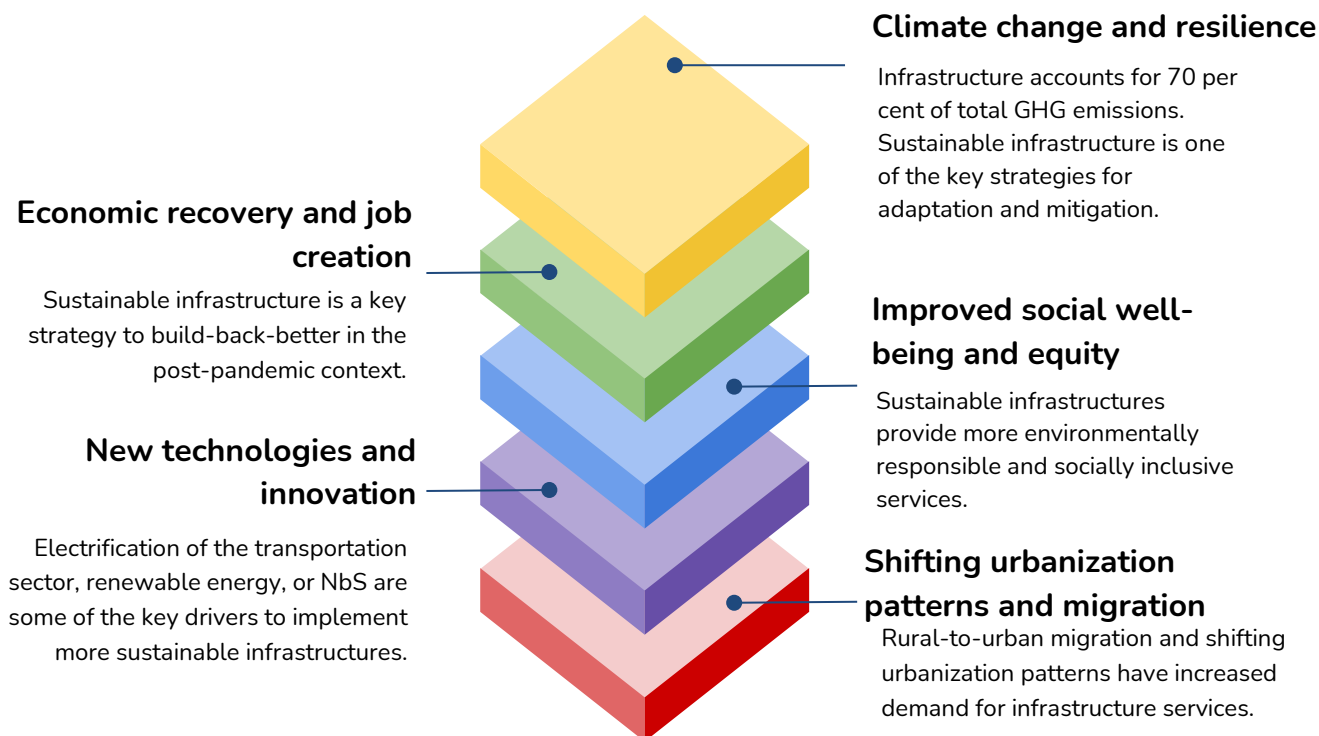 Climate change and resilience
Infrastructure accounts for 70 per
cent of total GHG emissions.
Sustainable infrastructure is one
of the key strategies for
adaptation and mitigation.
Economic recovery and job
creation
Sustainable infrastructure is a key
strategy to build-back-better in the
post-pandemic context.
Improved social well-
being and equity
Sustainable infrastructures
provide more environmentally
responsible and socially inclusive
services.
New technologies and
innovation
Electrification of the transportation
sector, renewable energy, or NbS are
some of the key drivers to implement
more sustainable infrastructures.
Shifting urbanization
patterns and migration
Rural-to-urban migration and shifting
urbanization patterns have increased
demand for infrastructure services.